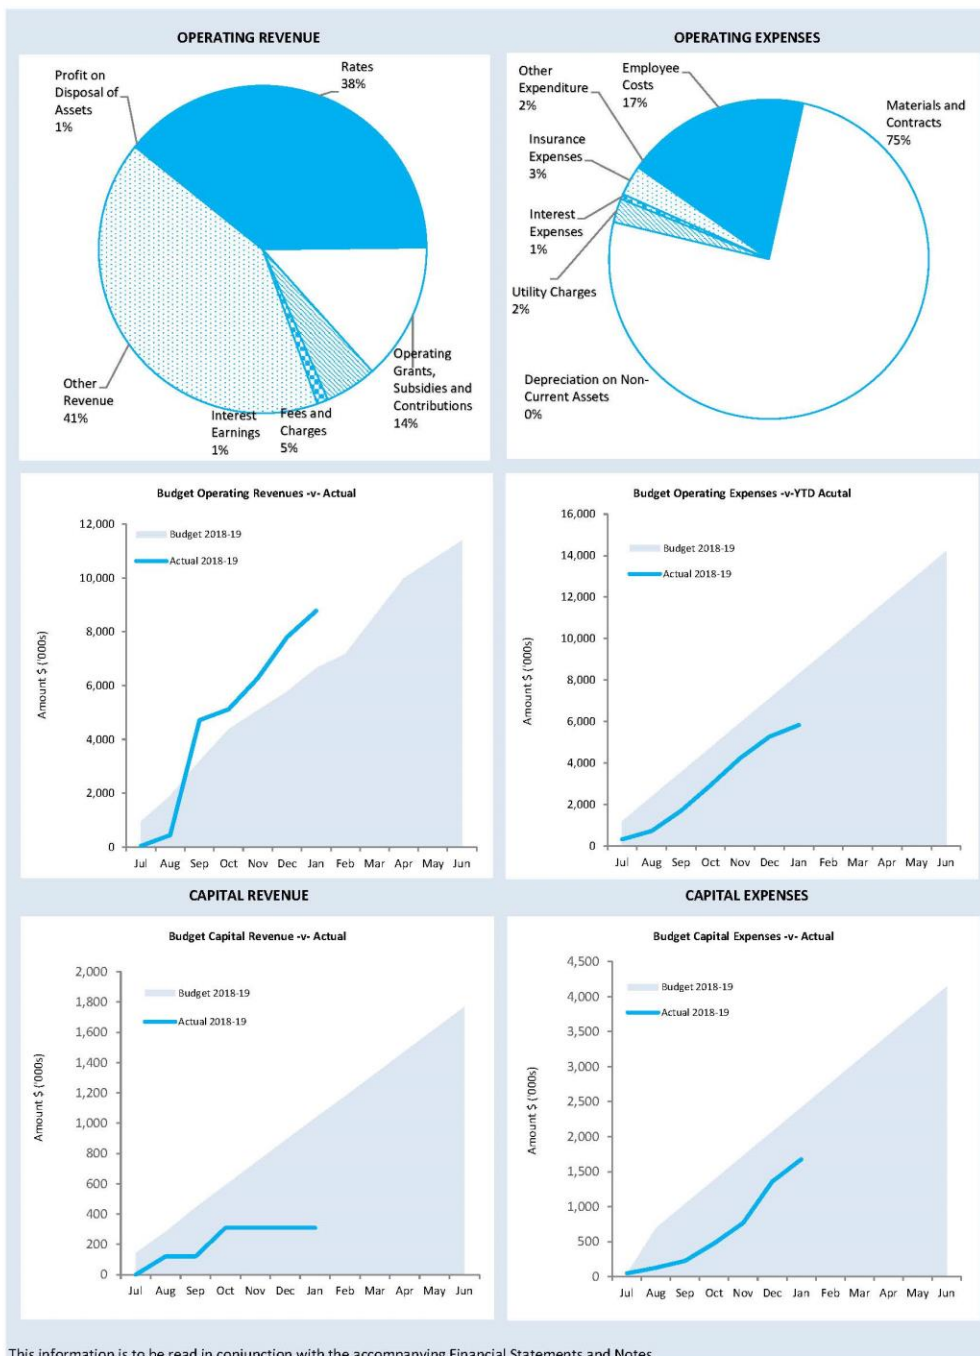 OPERATING REVENUE
Profit on
Disposal of
Assets
1%
Rates
38%
Operating
Grants,
Subsidies and
Contributions
14%
Fees and
Charges
5%
Interest
Earnings
1%
Other
Revenue
41%
OPERATING EXPENSES
Other
Expenditure
2%
Employee
Costs
17%
Materials and
Contracts
75%
Insurance
Expenses
3%
Interest
Expenses
1%
Utility Charges
2%
Depreciation on Non-
Current Assets
0%
Budget Operating Revenues -v- Actual
12,000
10,000
8,000
6,000
4,000
2,000
0
Amount $ ('000s)
Budget 2018-19
Actual 2018-19
Jul Aug Sep Oct Nov Dec Jan Feb Mar Apr May Jun
Budget Operating Expenses -v-YTD Acutal
16,000
14,000
12,000
10,000
8,000
6,000
4,000
2,000
0
Amount $ ('000s)
Budget 2018-19
Actual 2018-19
Jul Aug Sep Oct Nov Dec Jan Feb Mar Apr May Jun
CAPITAL REVENUE
Budget Capital Revenue -v- Actual
2,000
1,800
1,600
1,400
1,200
1,000
800
600
400
200
0
Amount $ ('000s)
Budget 2018-19
Actual 2018-19
Jul Aug Sep Oct Nov Dec Jan Feb Mar Apr May Jun
CAPITAL EXPENSES
Budget Capital Expenses -v- Actual
4,500
4,000
3,500
3,000
2,500
2,000
1,500
1,000
500
0
Amount $ ('000s)
Budget 2018-19
Actual 2018-19
Jul Aug Sep Oct Nov Dec Jan Feb Mar Apr May Jun
This information is to be read in conjunction with the accompanying Financial Statements and Notes.